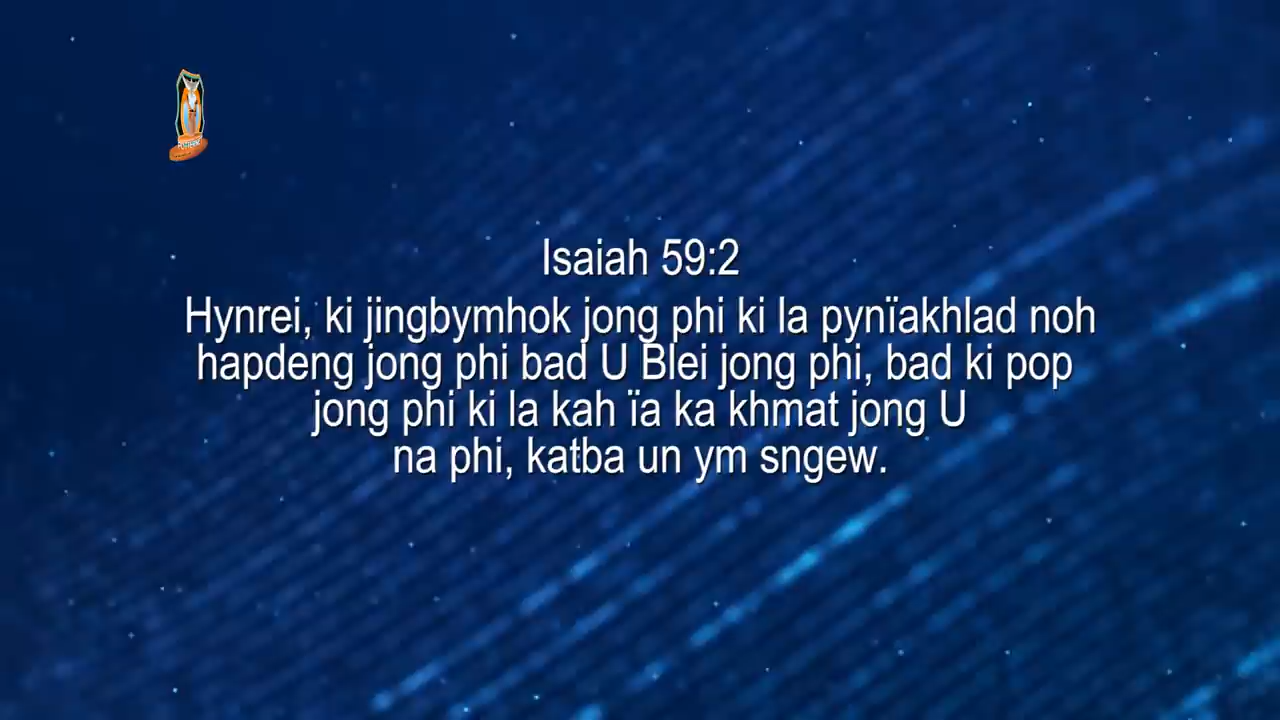 Isaiah 59:2
Hynrei, ki jingbymhok jong phi ki la pynïakhlad noh
hapdeng jong phi bad U Blei jong phi, bad ki pop
jong phi ki la kah ïa ka khmat jong U
na phi, katba un ym sngew.